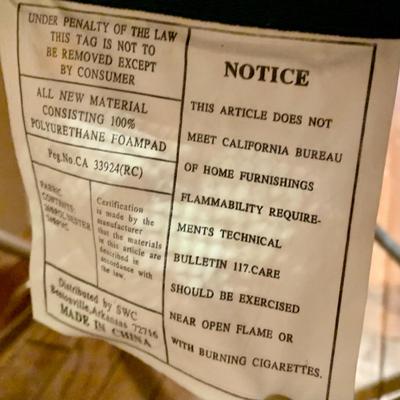 UNDER PENALTY OF THE LAW
THIS TAG IS NOT TO
BE REMOVED EXCEPT
BY CONSUMER
ALL NEW MATERIAL
CONSISTING 100%
POLYURETHANE FOAMPAD
Peg.No.CA 33924(RC)
FABRIC
CONTENTS:
Certification
is made by the
manufacturer
that the materials
in this article are
described in
accordance with
the law.
Distributed by SWC
Bentonville,Arkansas 72716
MADE IN CHINA
NOTICE
THIS ARTICLE DOES NOT
MEET CALIFORNIA BUREAU
OF HOME FURNISHINGS
FLAMMABILITY REQUIRE-
MENTS TECHNICAL
BULLETIN 117.CARE
SHOULD BE EXERCISED
NEAR OPEN FLAME OR
WITH BURNING CIGARETTES.